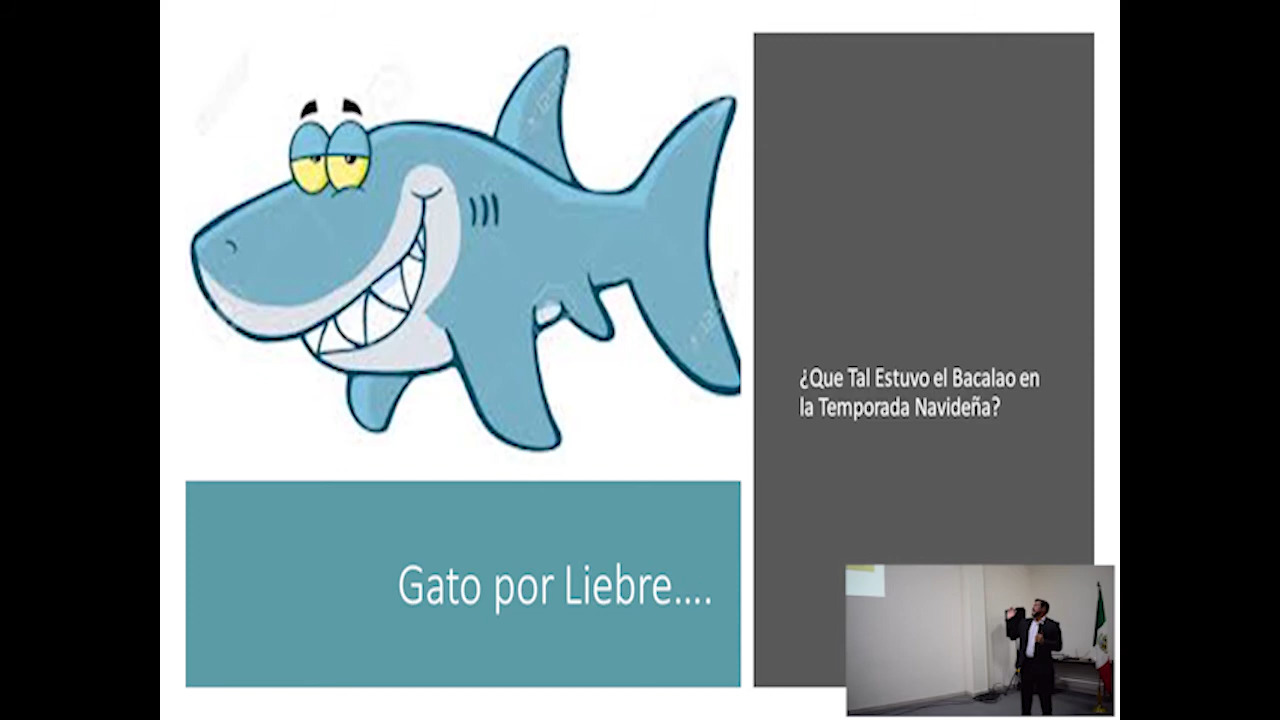 ¿Que Tal Estuvo el Bacalao en
la Temporada Navideña?
Gato por Liebre....